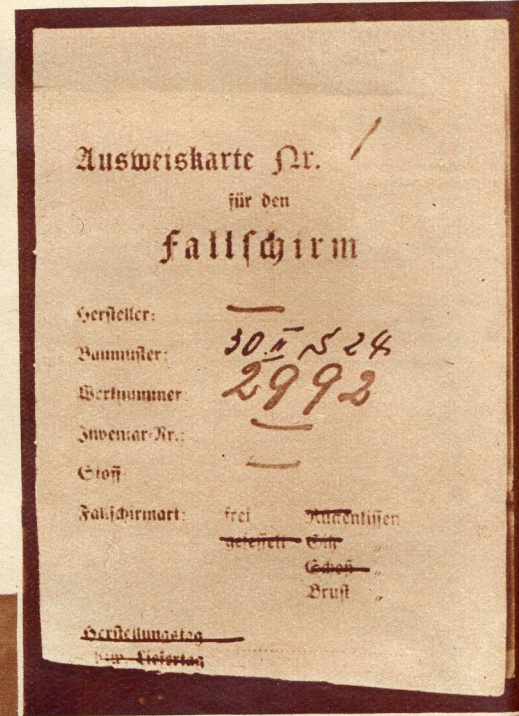 Ausweiskarte Nr. 1
für den
Fallschirm
Hersteller: —
Baumuster: 30 II S 24
Werknummer: 2992
Inventar-Nr.: —
Stoff: —
Fallschirmart: frei Rückenkissen
gefesselt Sitz „
Schoß „
Brust „
Herstellungstag
bzw. Liefertag